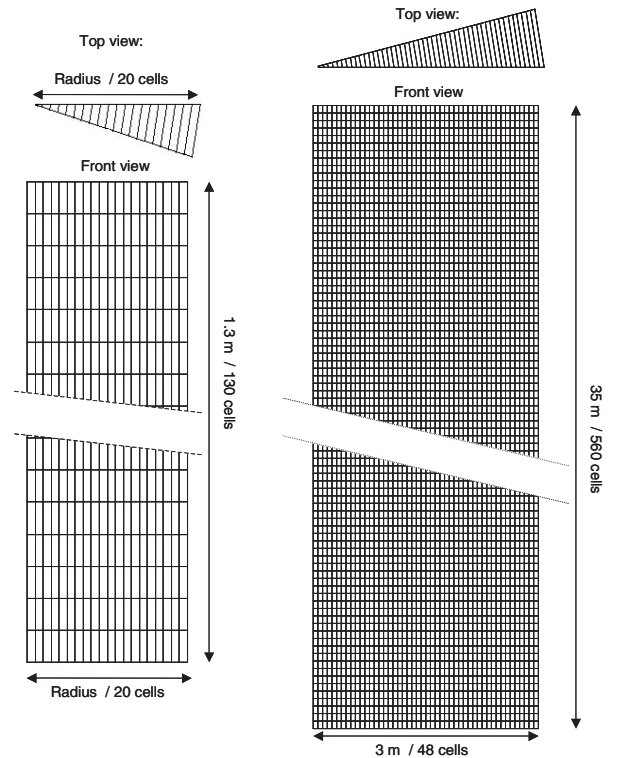 Top view:
Radius / 20 cells
Front view
1.3 m / 130 cells
Radius / 20 cells
Top view:
Front view
35 m / 560 cells
3 m / 48 cells